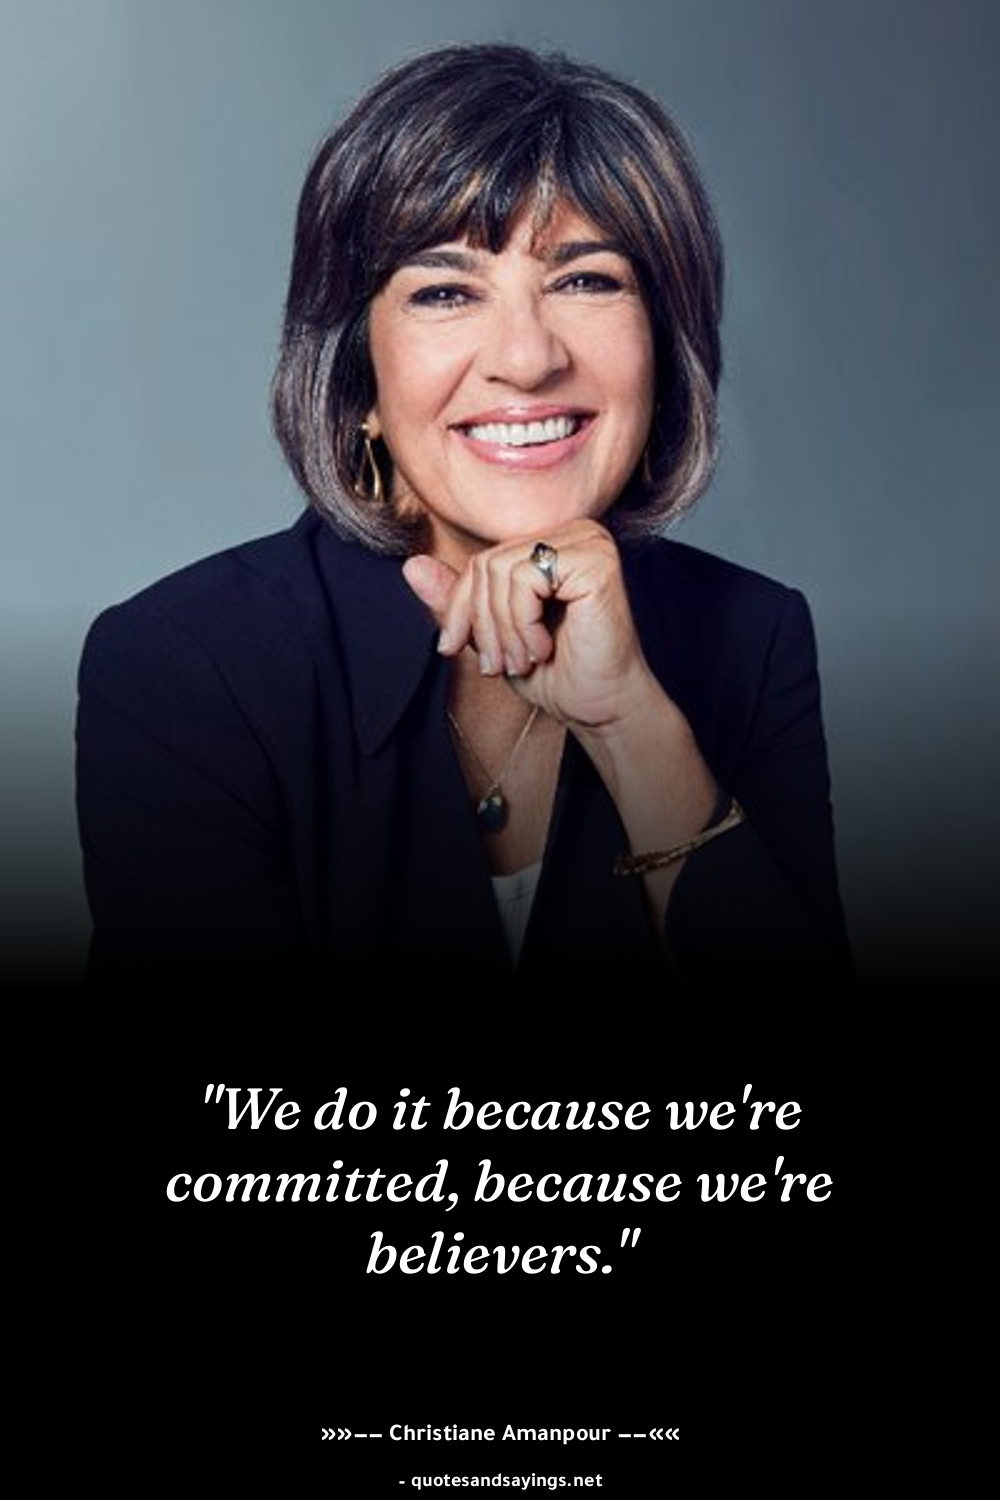 "We do it because we're
committed, because we're
believers."
»»—— Christiane Amanpour ——««
- quotesandsayings.net